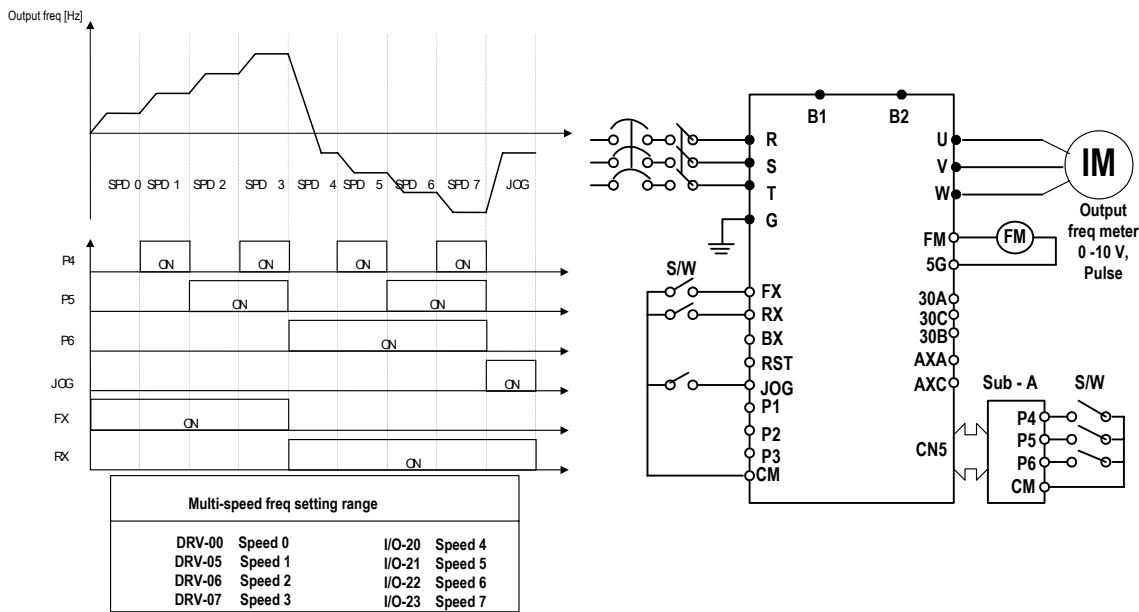 Output freq [Hz]
SPD 0 SPD 1 SPD 2 SPD 3 SPD 4 SPD 5 SPD 6 SPD 7 JOG
P4 ON ON ON ON
P5 ON ON
P6 ON
JOG ON
FX ON
RX ON
Multi-speed freq setting range
DRV-00 Speed 0 I/O-20 Speed 4
DRV-05 Speed 1 I/O-21 Speed 5
DRV-06 Speed 2 I/O-22 Speed 6
DRV-07 Speed 3 I/O-23 Speed 7
B1 B2
R
S
T
G
S/W
FX
RX
BX
RST
JOG
P1
P2
P3
CM
U
V
W
IM
Output
freq meter
0 -10 V,
Pulse
FM FM
5G
30A
30C
30B
AXA
AXC
CN5
Sub - A S/W
P4
P5
P6
CM